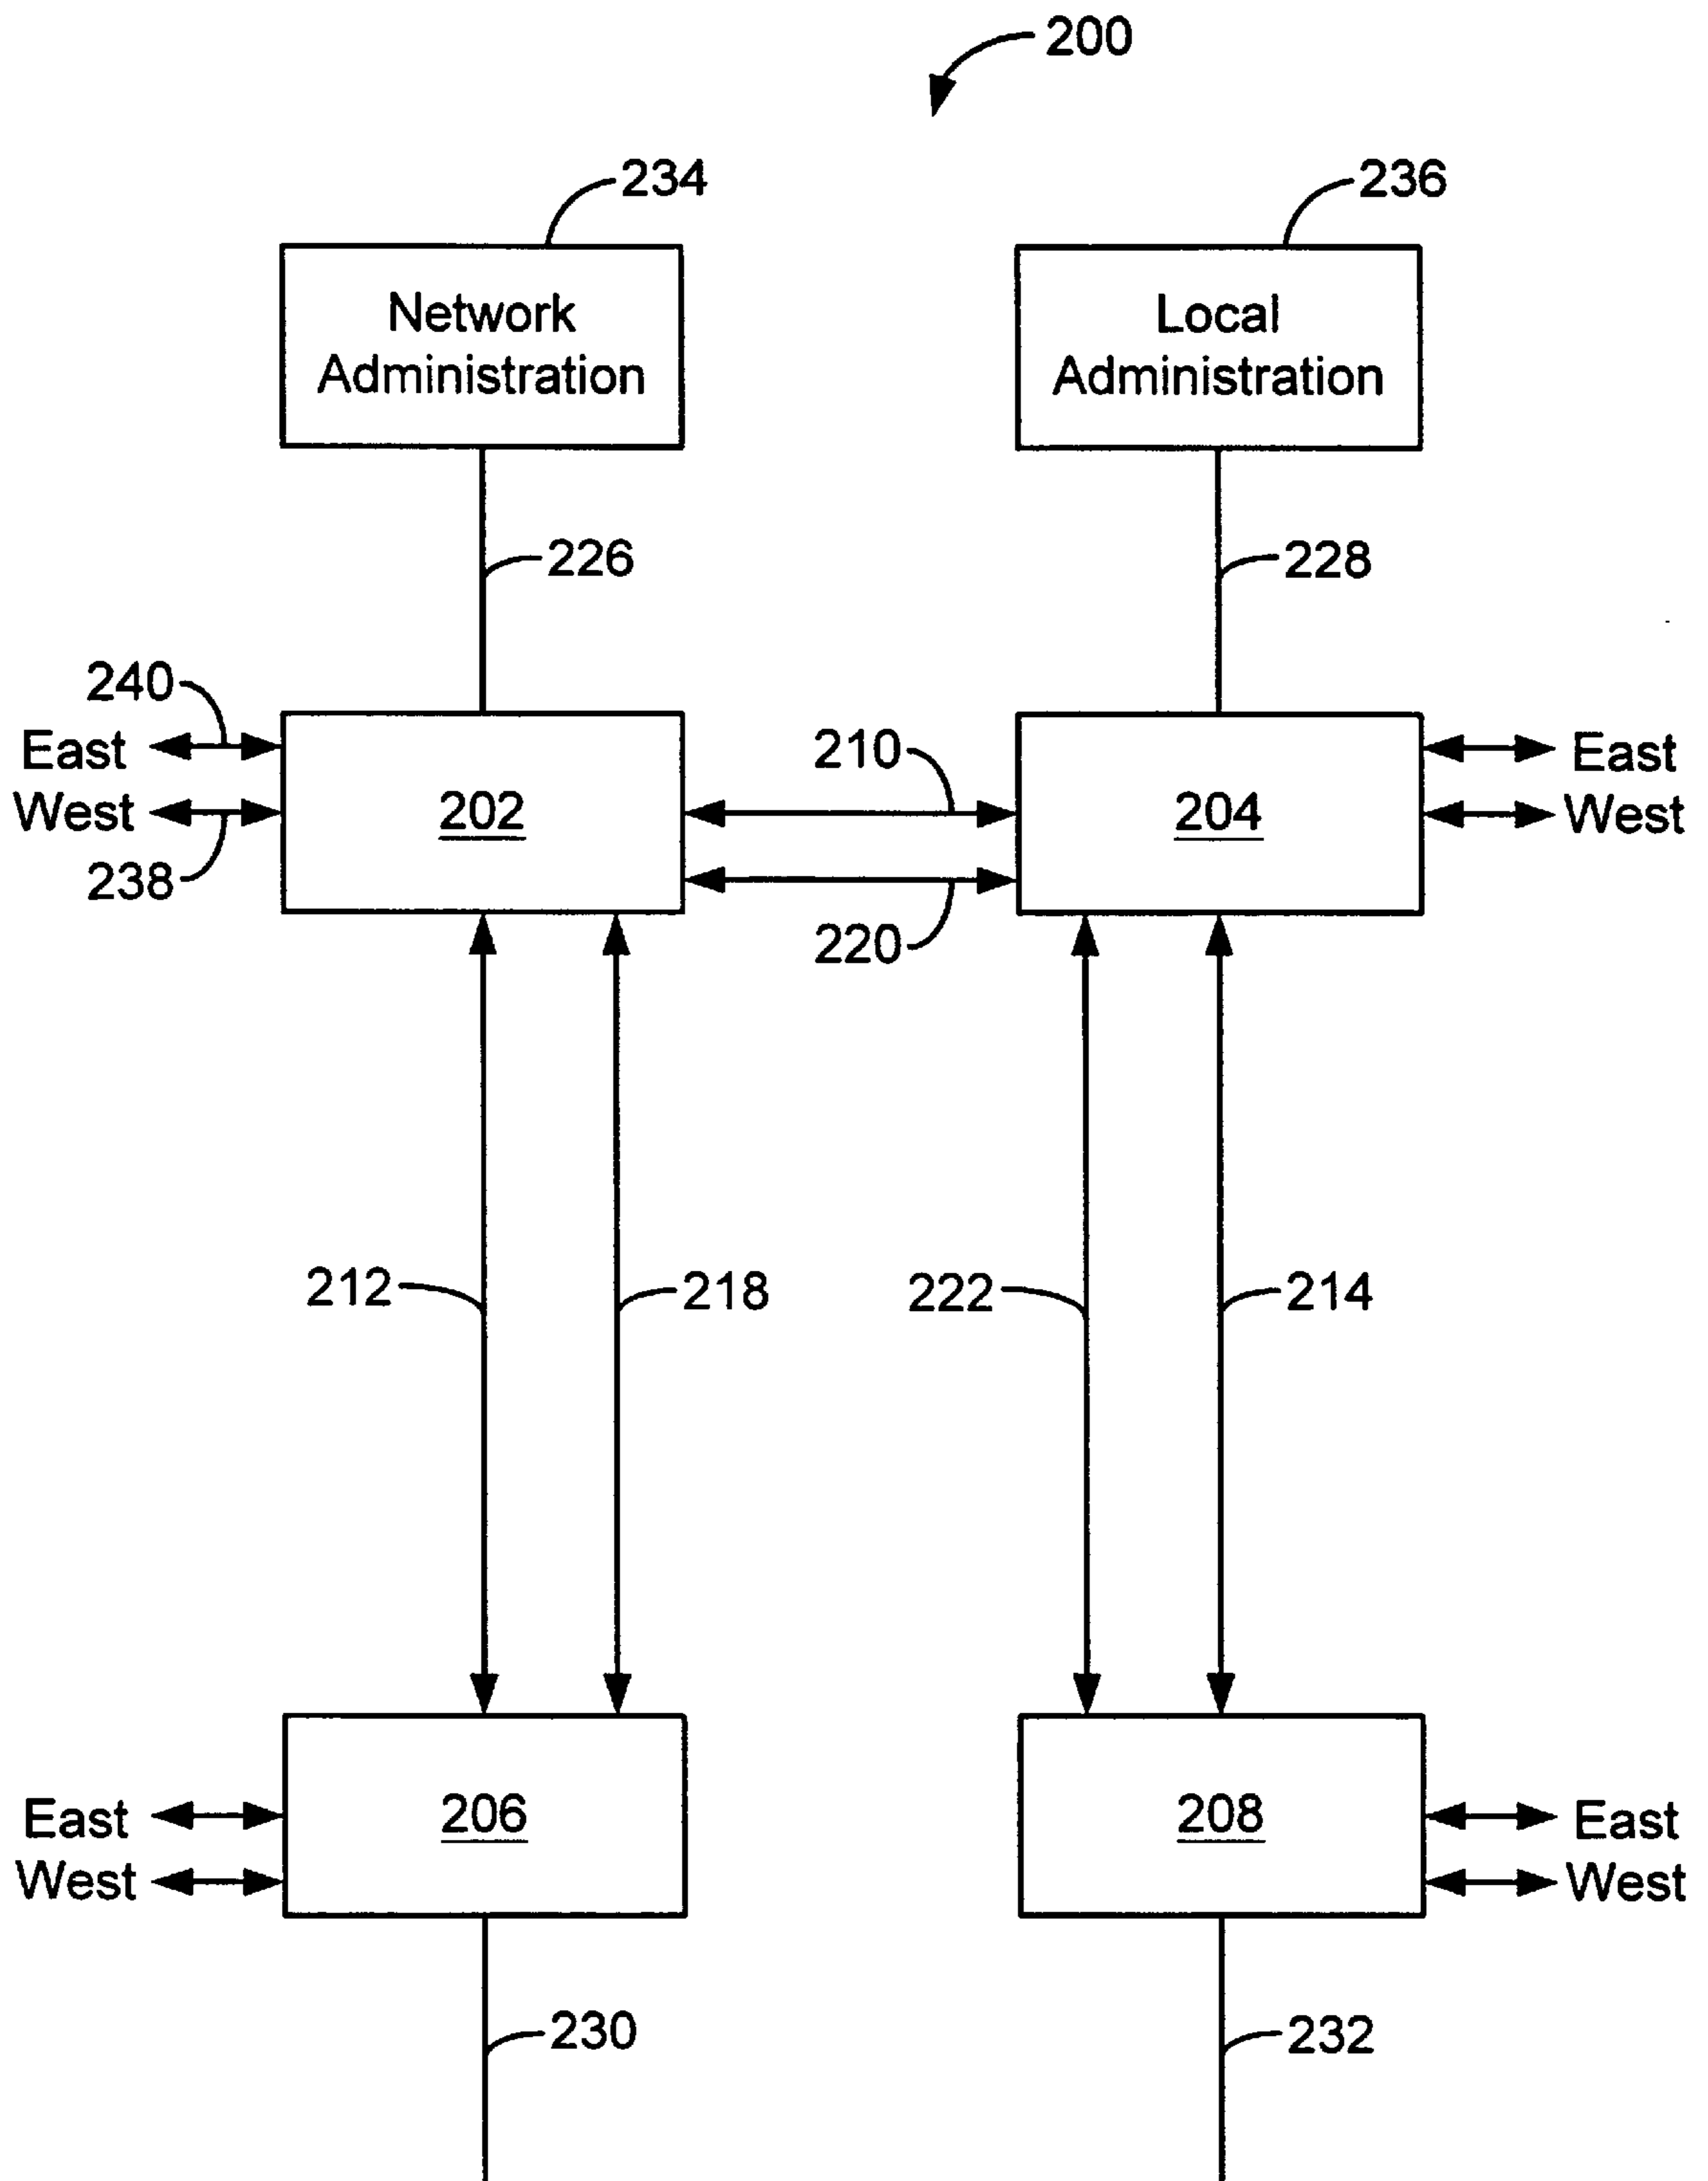 200
234
236
Network
Administration
Local
Administration
226
228
240
East
West
238
202
210
220
204
East
West
212
218
222
214
East
West
206
208
East
West
230
232